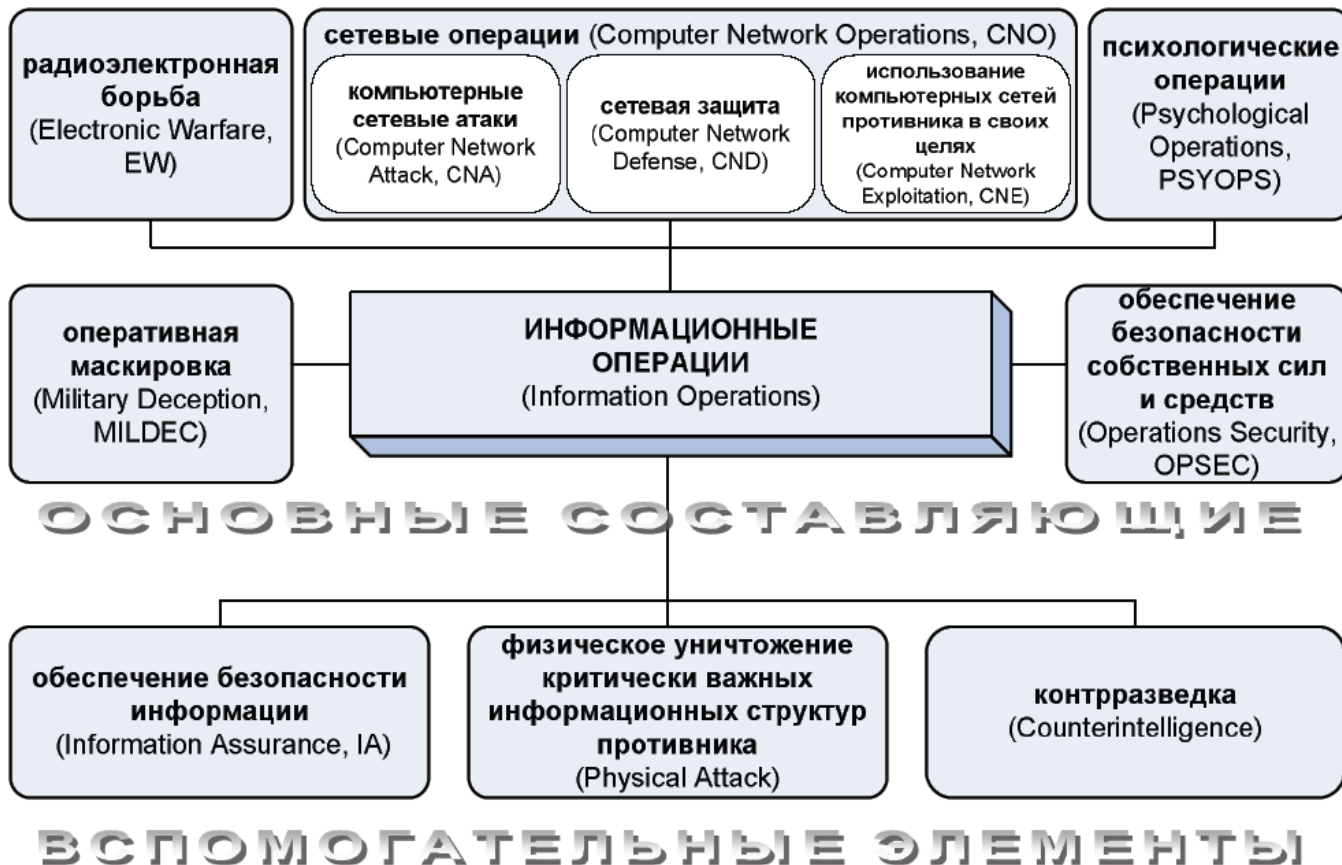 радиоэлектронная
борьба
(Electronic Warfare,
EW)
сетевые операции (Computer Network Operations, CNO)
компьютерные
сетевые атаки
(Computer Network
Attack, CNA)
сетевая защита
(Computer Network
Defense, CND)
использование
компьютерных сетей
противника в своих
целях
(Computer Network
Exploitation, CNE)
психологические
операции
(Psychological
Operations,
PSYOPS)
оперативная
маскировка
(Military Deception,
MILDEC)
ИНФОРМАЦИОННЫЕ
ОПЕРАЦИИ
(Information Operations)
обеспечение
безопасности
собственных сил
и средств
(Operations Security,
OPSEC)
ОСНОВНЫЕ СОСТАВЛЯЮЩИЕ
обеспечение безопасности
информации
(Information Assurance, IA)
физическое уничтожение
критически важных
информационных структур
противника
(Physical Attack)
контрразведка
(Counterintelligence)
ВСПОМОГАТЕЛЬНЫЕ ЭЛЕМЕНТЫ